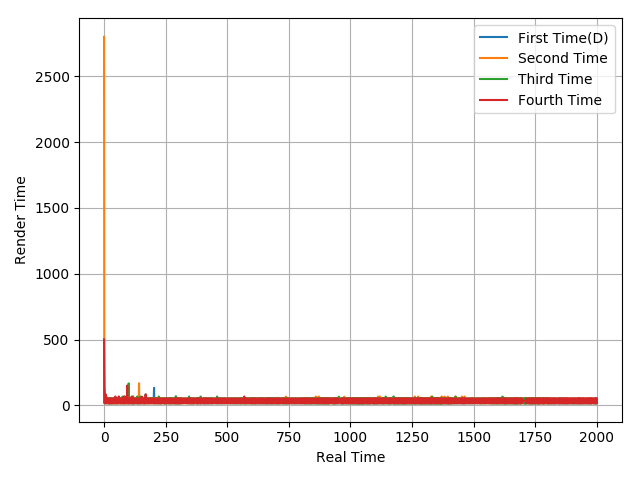 First Time(D)
Second Time
Third Time
Fourth Time
2500
2000
1500
1000
500
0
Render Time
0 250 500 750 1000 1250 1500 1750 2000
Real Time